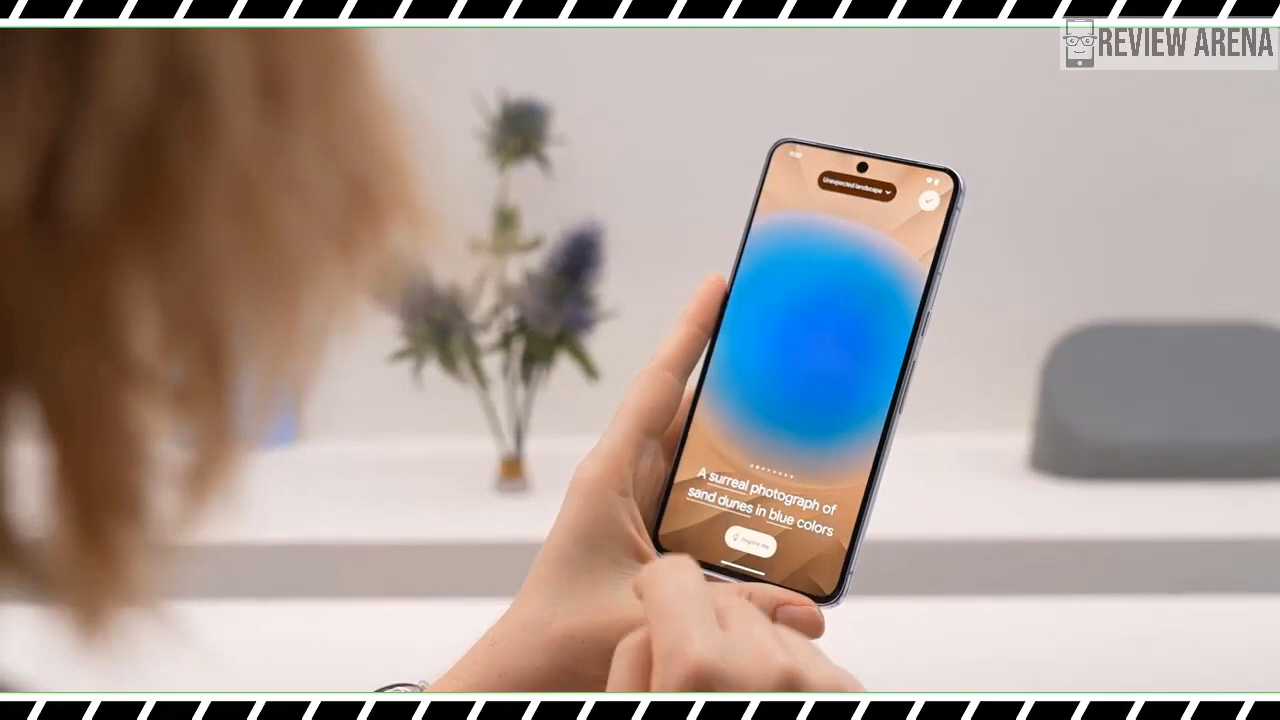 REVIEW ARENA
Unexpected landscape
A surreal photograph of
sand dunes in blue colors